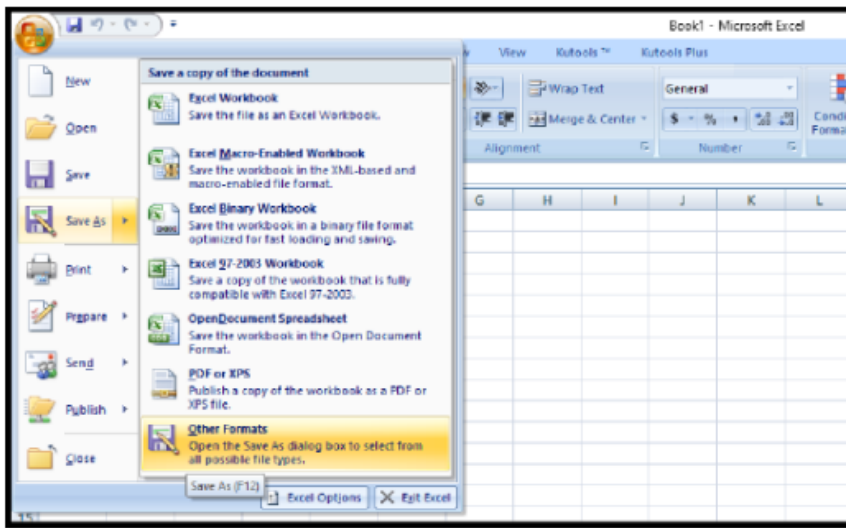 Book1 - Microsoft Excel
View Kutools ™ Kutools Plus
New
Open
Save
Save As
Print
Prepare
Send
Publish
Close
Save a copy of the document
Excel Workbook
Save the file as an Excel Workbook.
Excel Macro-Enabled Workbook
Save the workbook in the XML-based and
macro-enabled file format.
Excel Binary Workbook
Save the workbook in a binary file format
optimized for fast loading and saving.
Excel 97-2003 Workbook
Save a copy of the workbook that is fully
compatible with Excel 97-2003.
OpenDocument Spreadsheet
Save the workbook in the Open Document
Format.
PDF or XPS
Publish a copy of the workbook as a PDF or
XPS file.
Other Formats
Open the Save As dialog box to select from
all possible file types.
Save As (F12)
Excel Options Exit Excel
Wrap Text
Merge & Center
Alignment
General
$ % ,
Number
Condi
Forma
G H I J K L
15